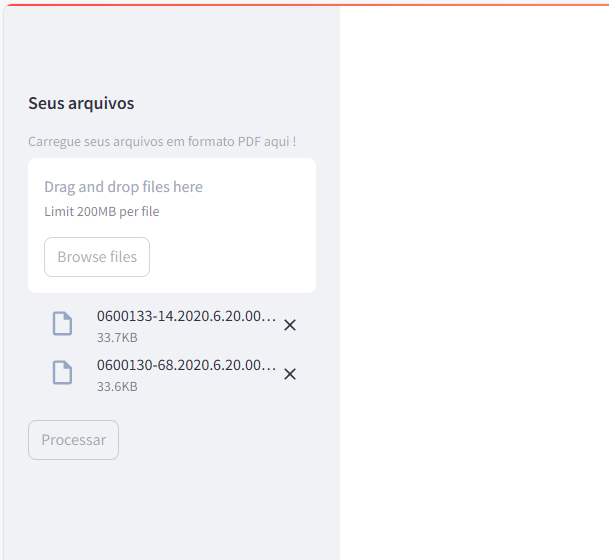 Seus arquivos
Carregue seus arquivos em formato PDF aqui !
Drag and drop files here
Limit 200MB per file
Browse files
0600133-14.2020.6.20.00...
33.7KB
0600130-68.2020.6.20.00...
33.6KB
Processar